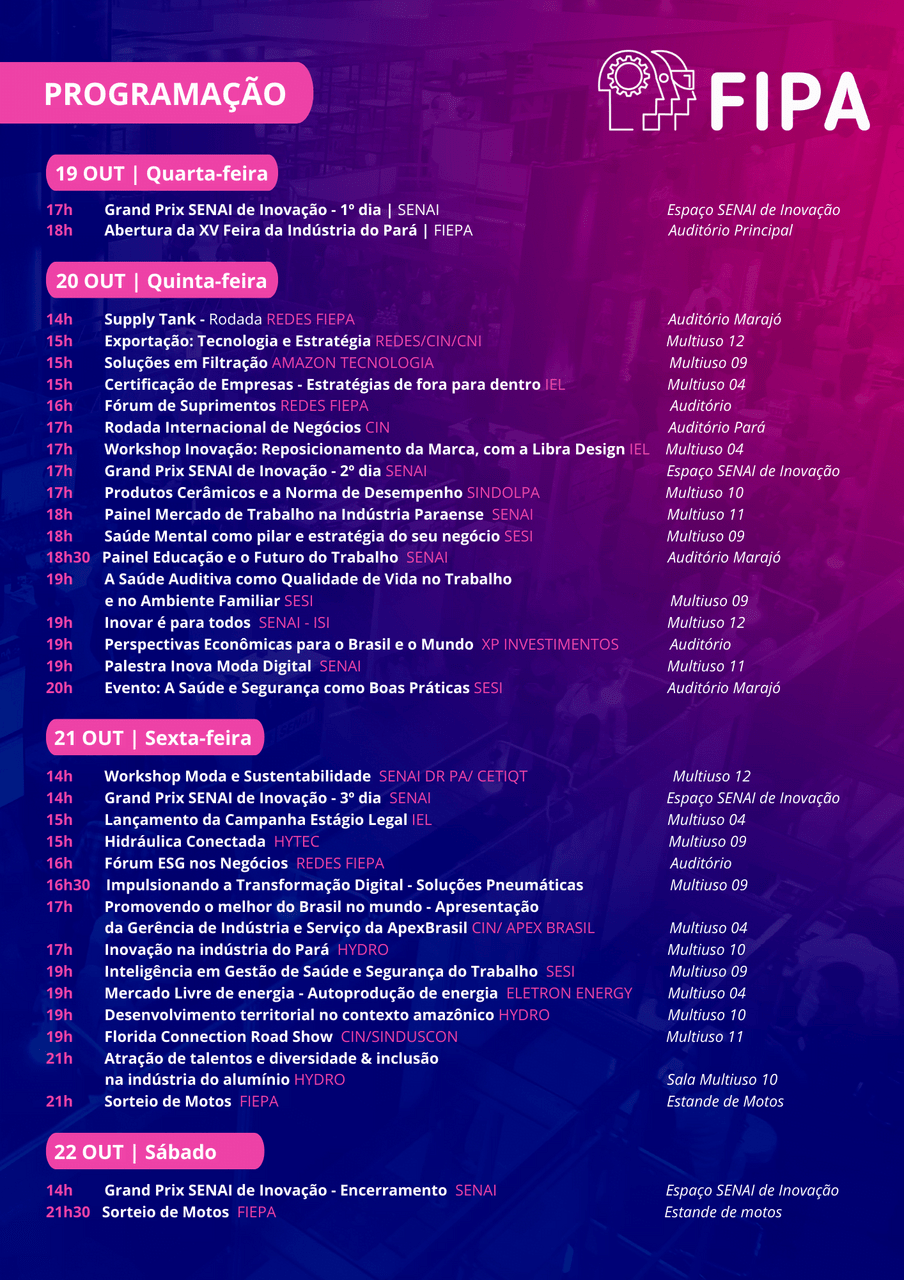 PROGRAMAÇÃO
FIPA
19 OUT | Quarta-feira
17h Grand Prix SENAI de Inovação - 1º dia | SENAI Espaço SENAI de Inovação
18h Abertura da XV Feira da Indústria do Pará | FIEPA Auditório Principal
20 OUT | Quinta-feira
14h Supply Tank - Rodada REDES FIEPA Auditório Marajó
15h Exportação: Tecnologia e Estratégia REDES/CIN/CNI Multiuso 12
15h Soluções em Filtração AMAZON TECNOLOGIA Multiuso 09
15h Certificação de Empresas - Estratégias de fora para dentro IEL Multiuso 04
16h Fórum de Suprimentos REDES FIEPA Auditório
17h Rodada Internacional de Negócios CIN Auditório Pará
17h Workshop Inovação: Reposicionamento da Marca, com a Libra Design IEL Multiuso 04
17h Grand Prix SENAI de Inovação - 2º dia SENAI Espaço SENAI de Inovação
17h Produtos Cerâmicos e a Norma de Desempenho SINDOLPA Multiuso 10
18h Painel Mercado de Trabalho na Indústria Paraense SENAI Multiuso 11
18h Saúde Mental como pilar e estratégia do seu negócio SESI Multiuso 09
18h30 Painel Educação e o Futuro do Trabalho SENAI Auditório Marajó
19h A Saúde Auditiva como Qualidade de Vida no Trabalho
e no Ambiente Familiar SESI Multiuso 09
19h Inovar é para todos SENAI - ISI Multiuso 12
19h Perspectivas Econômicas para o Brasil e o Mundo XP INVESTIMENTOS Auditório
19h Palestra Inova Moda Digital SENAI Multiuso 11
20h Evento: A Saúde e Segurança como Boas Práticas SESI Auditório Marajó
21 OUT | Sexta-feira
14h Workshop Moda e Sustentabilidade SENAI DR PA/ CETIQT Multiuso 12
14h Grand Prix SENAI de Inovação - 3º dia SENAI Espaço SENAI de Inovação
15h Lançamento da Campanha Estágio Legal IEL Multiuso 04
15h Hidráulica Conectada HYTEC Multiuso 09
16h Fórum ESG nos Negócios REDES FIEPA Auditório
16h30 Impulsionando a Transformação Digital - Soluções Pneumáticas Multiuso 09
17h Promovendo o melhor do Brasil no mundo - Apresentação
da Gerência de Indústria e Serviço da ApexBrasil CIN/ APEX BRASIL Multiuso 04
17h Inovação na indústria do Pará HYDRO Multiuso 10
19h Inteligência em Gestão de Saúde e Segurança do Trabalho SESI Multiuso 09
19h Mercado Livre de energia - Autoprodução de energia ELETRON ENERGY Multiuso 04
19h Desenvolvimento territorial no contexto amazônico HYDRO Multiuso 10
19h Florida Connection Road Show CIN/SINDUSCON Multiuso 11
21h Atração de talentos e diversidade & inclusão
na indústria do alumínio HYDRO Sala Multiuso 10
21h Sorteio de Motos FIEPA Estande de Motos
22 OUT | Sábado
14h Grand Prix SENAI de Inovação - Encerramento SENAI Espaço SENAI de Inovação
21h30 Sorteio de Motos FIEPA Estande de motos